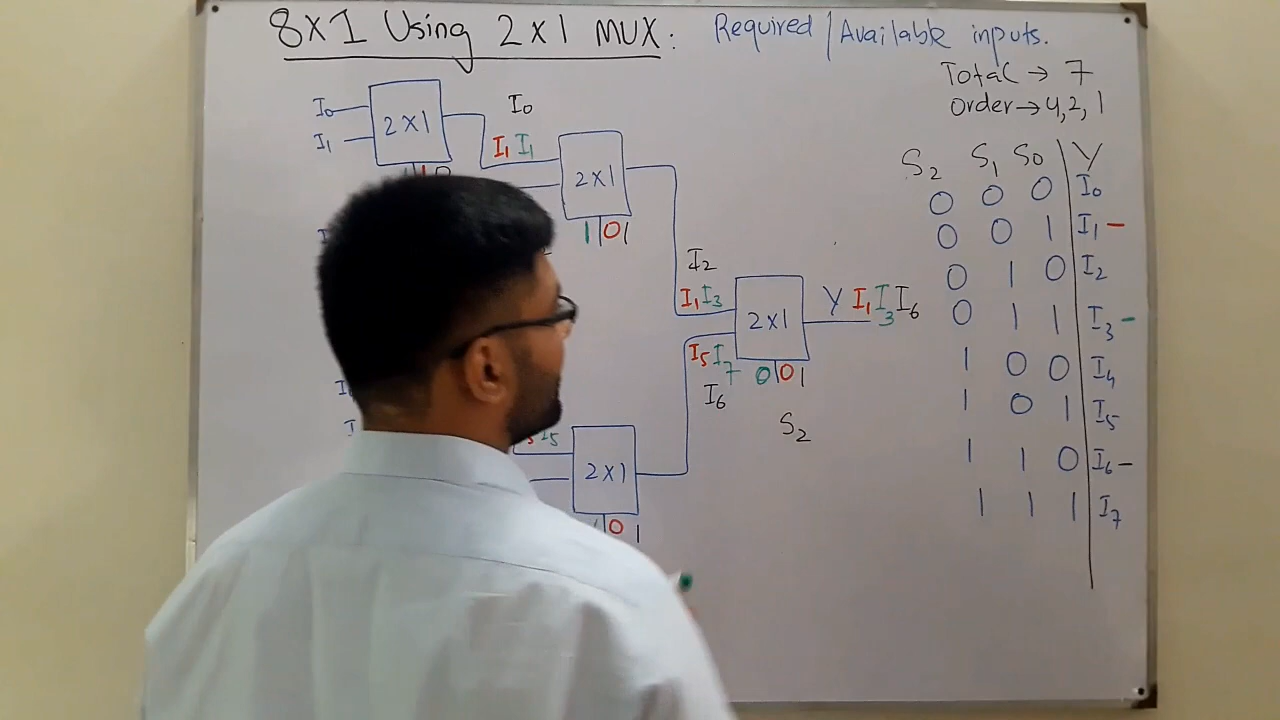 8x1 Using 2x1 MUX: Required / Available inputs.
Total → 7
Order → 4, 2, 1
I0
I1
2x1
I0
I1 I1
2x1
1 0 1
I2
I1 I3
2x1
Y I1 I3 I6
I5 I7
0 0 1
I6
S2
I5
2x1
0 1
S2 S1 S0 Y
0 0 0 I0
0 0 1 I1 -
0 1 0 I2
0 1 1 I3 -
1 0 0 I4
1 0 1 I5
1 1 0 I6 -
1 1 1 I7